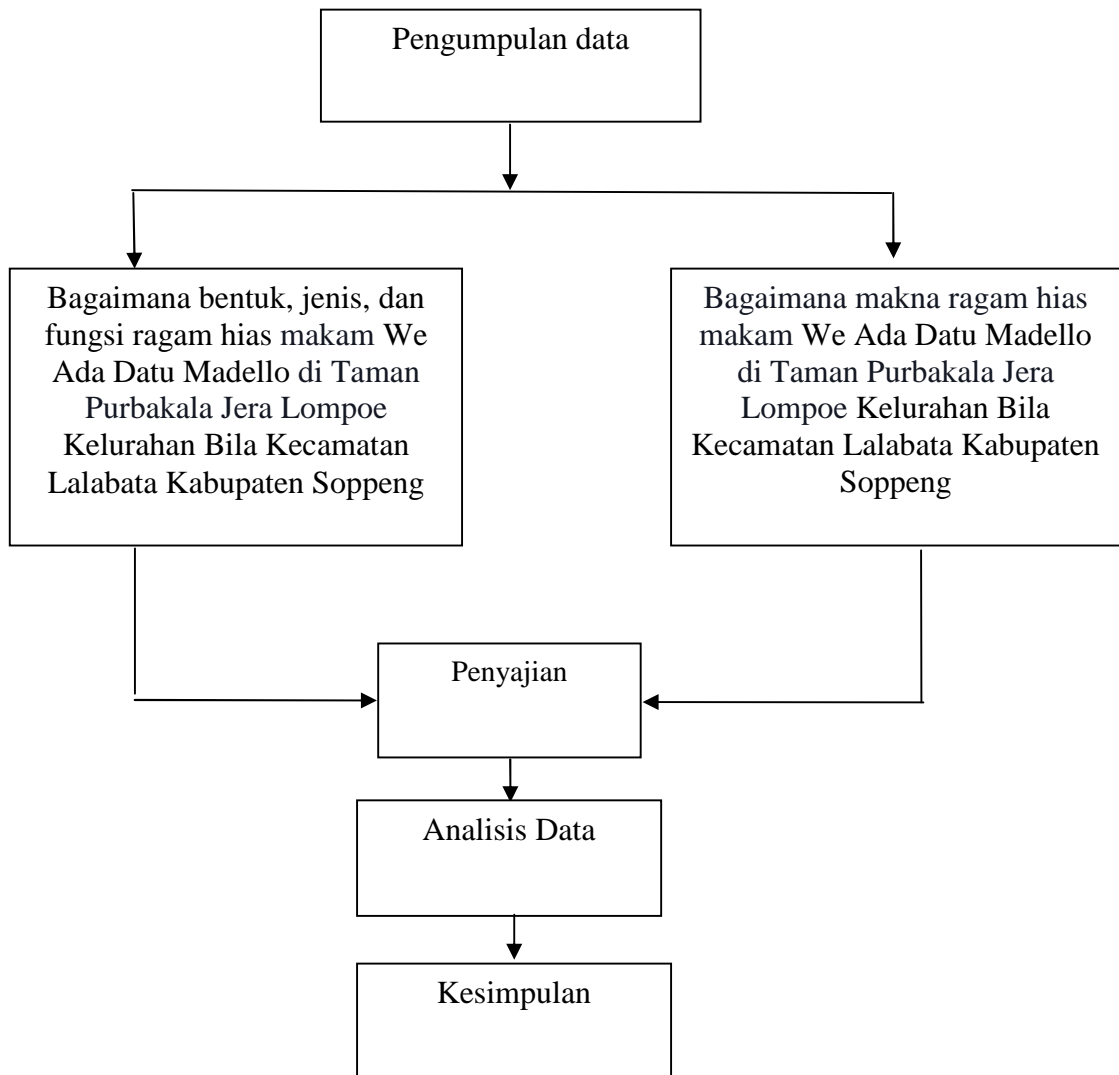 Pengumpulan data
Bagaimana bentuk, jenis, dan
fungsi ragam hias makam We
Ada Datu Madello di Taman
Purbakala Jera Lompoe
Kelurahan Bila Kecamatan
Lalabata Kabupaten Soppeng
Bagaimana makna ragam hias
makam We Ada Datu Madello
di Taman Purbakala Jera
Lompoe Kelurahan Bila
Kecamatan Lalabata Kabupaten
Soppeng
Penyajian
Analisis Data
Kesimpulan